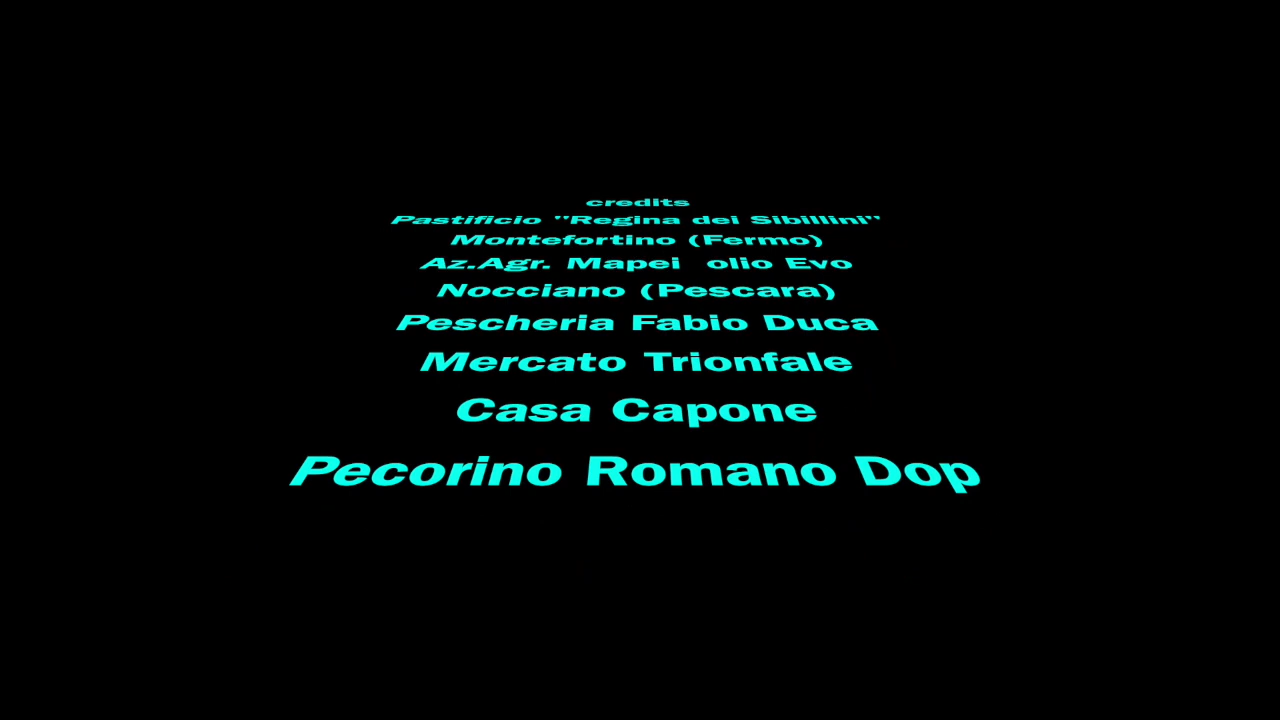 credits
Pastificio "Regina dei Sibillini"
Montefortino (Fermo)
Az.Agr. Mapei  olio Evo
Nocciano (Pescara)
Pescheria Fabio Duca
Mercato Trionfale
Casa Capone
Pecorino Romano Dop